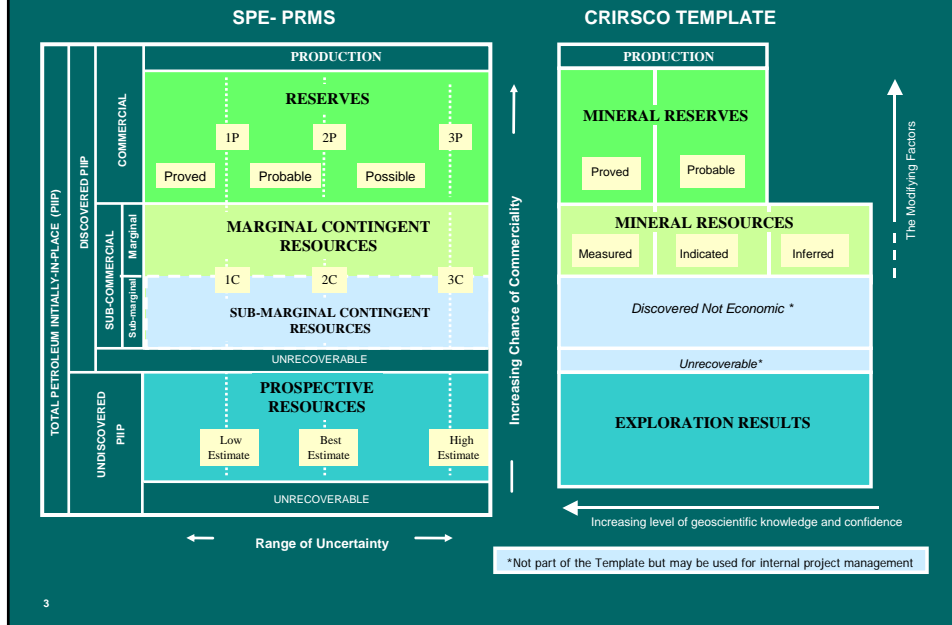 SPE- PRMS
CRIRSCO TEMPLATE
TOTAL PETROLEUM INITIALLY-IN-PLACE (PIIP)
DISCOVERED PIIP
UNDISCOVERED
PIIP
COMMERCIAL
SUB-COMMERCIAL
Marginal
Sub-marginal
PRODUCTION
RESERVES
1P
2P
3P
Proved
Probable
Possible
MARGINAL CONTINGENT
RESOURCES
1C
2C
3C
SUB-MARGINAL CONTINGENT
RESOURCES
UNRECOVERABLE
PROSPECTIVE
RESOURCES
Low
Estimate
Best
Estimate
High
Estimate
UNRECOVERABLE
Range of Uncertainty
Increasing Chance of Commerciality
PRODUCTION
MINERAL RESERVES
Proved
Probable
MINERAL RESOURCES
Measured
Indicated
Inferred
Discovered Not Economic *
Unrecoverable*
EXPLORATION RESULTS
The Modifying Factors
Increasing level of geoscientific knowledge and confidence
*Not part of the Template but may be used for internal project management
3